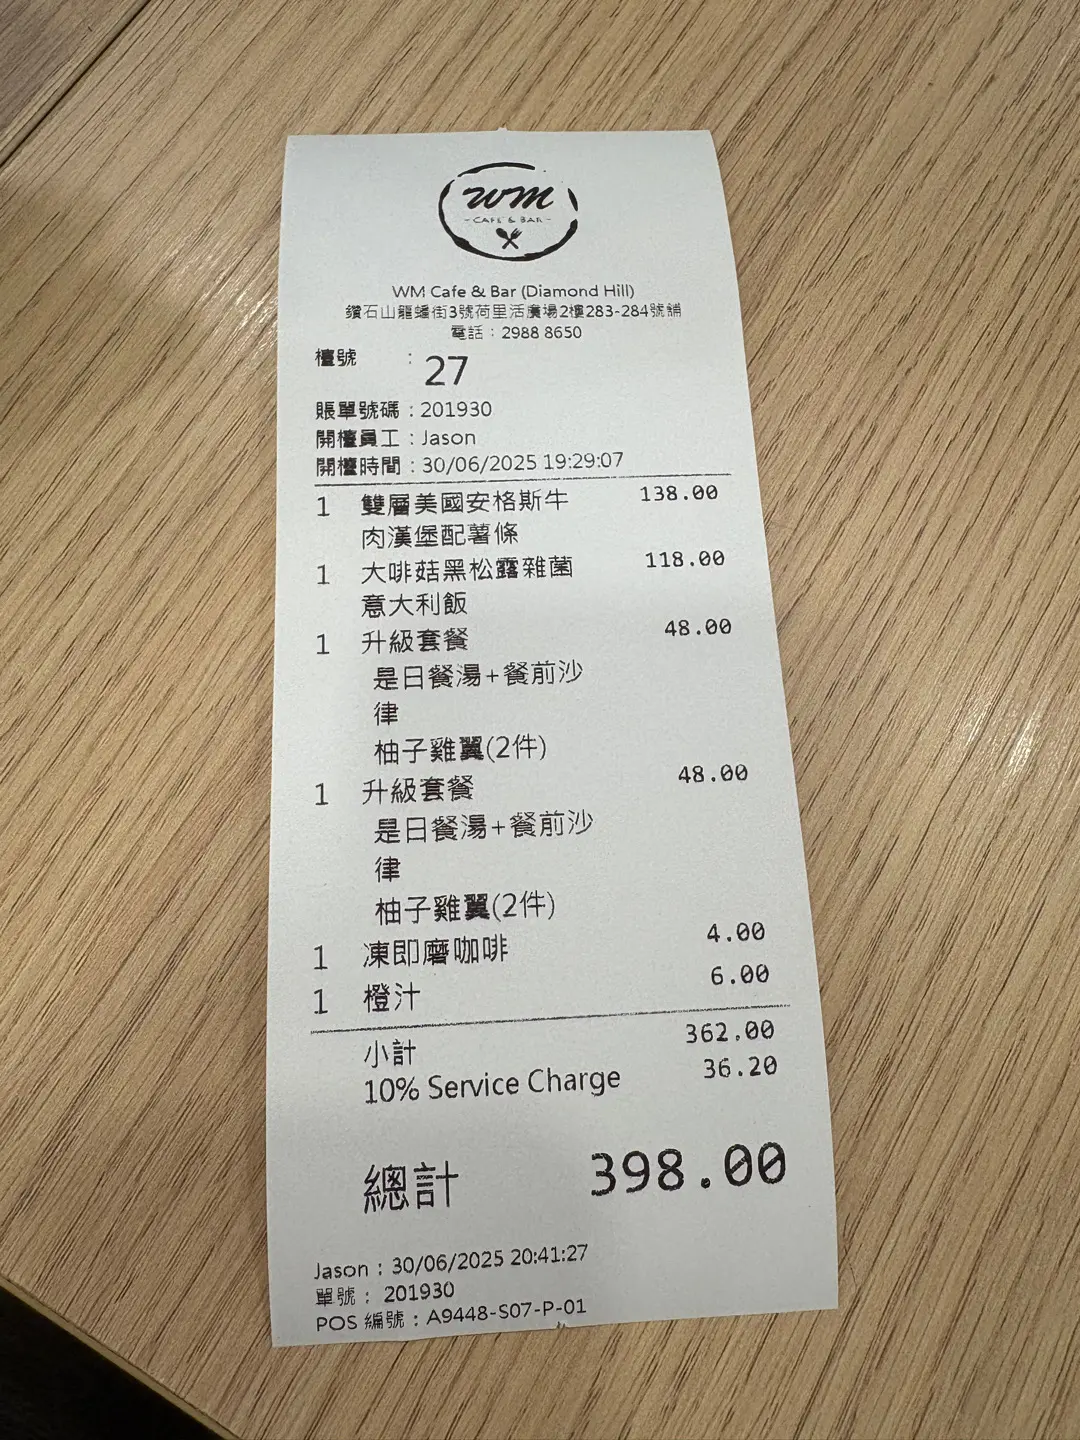 WM
- CAFE & BAR -
WM Cafe & Bar (Diamond Hill)
鑽石山龍蟠街3號荷里活廣場2樓283-284號舖
電話：2988 8650
檯號 : 27
賬單號碼 : 201930
開檯員工 : Jason
開檯時間 : 30/06/2025 19:29:07
1 雙層美國安格斯牛 138.00
肉漢堡配薯條
1 大啡菇黑松露雜菌 118.00
意大利飯
1 升級套餐 48.00
是日餐湯+餐前沙
律
柚子雞翼(2件)
1 升級套餐 48.00
是日餐湯+餐前沙
律
柚子雞翼(2件)
1 凍即磨咖啡 4.00
1 橙汁 6.00
小計 362.00
10% Service Charge 36.20
總計 398.00
Jason : 30/06/2025 20:41:27
單號 : 201930
POS 編號 : A9448-S07-P-01